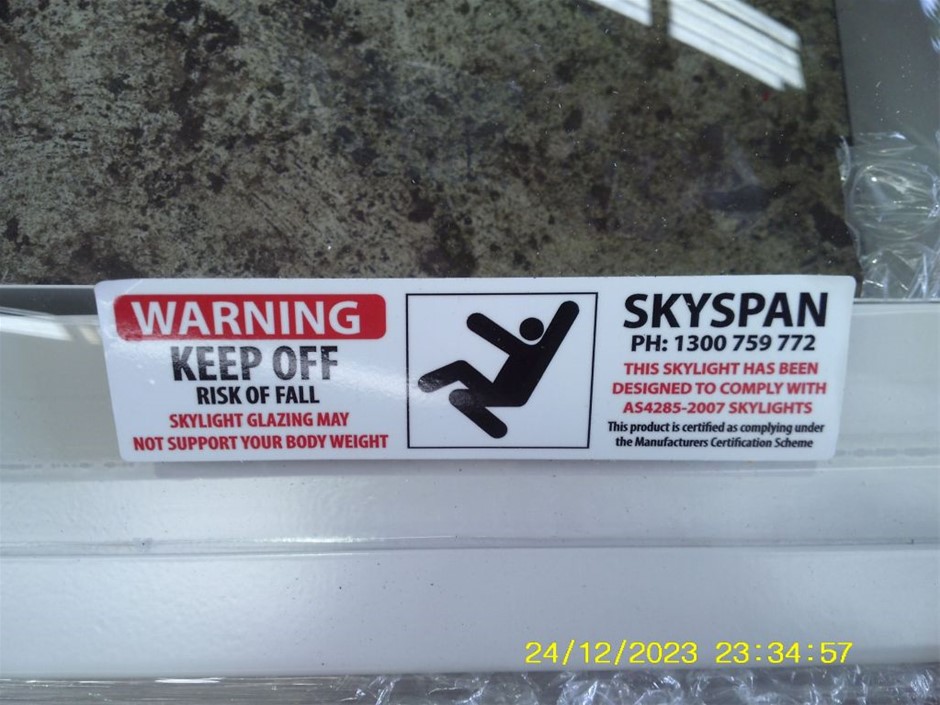 WARNING
KEEP OFF
RISK OF FALL
SKYLIGHT GLAZING MAY
NOT SUPPORT YOUR BODY WEIGHT
SKYSPAN
PH: 1300 759 772
THIS SKYLIGHT HAS BEEN
DESIGNED TO COMPLY WITH
AS4285-2007 SKYLIGHTS
This product is certified as complying under
the Manufacturers Certification Scheme
24/12/2023 23:34:57